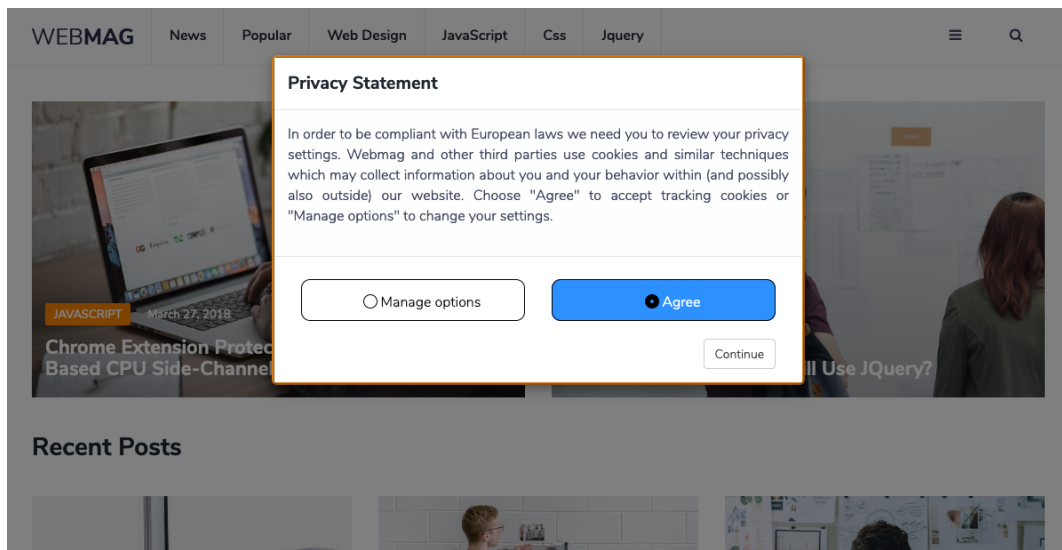 WEBMAG News Popular Web Design JavaScript Css Jquery
Privacy Statement
In order to be compliant with European laws we need you to review your privacy
settings. Webmag and other third parties use cookies and similar techniques
which may collect information about you and your behavior within (and possibly
also outside) our website. Choose "Agree" to accept tracking cookies or
"Manage options" to change your settings.
Manage options Agree
Continue
JAVASCRIPT March 27, 2018
Chrome Extension Protec
Based CPU Side-Channel
ll Use JQuery?
Recent Posts